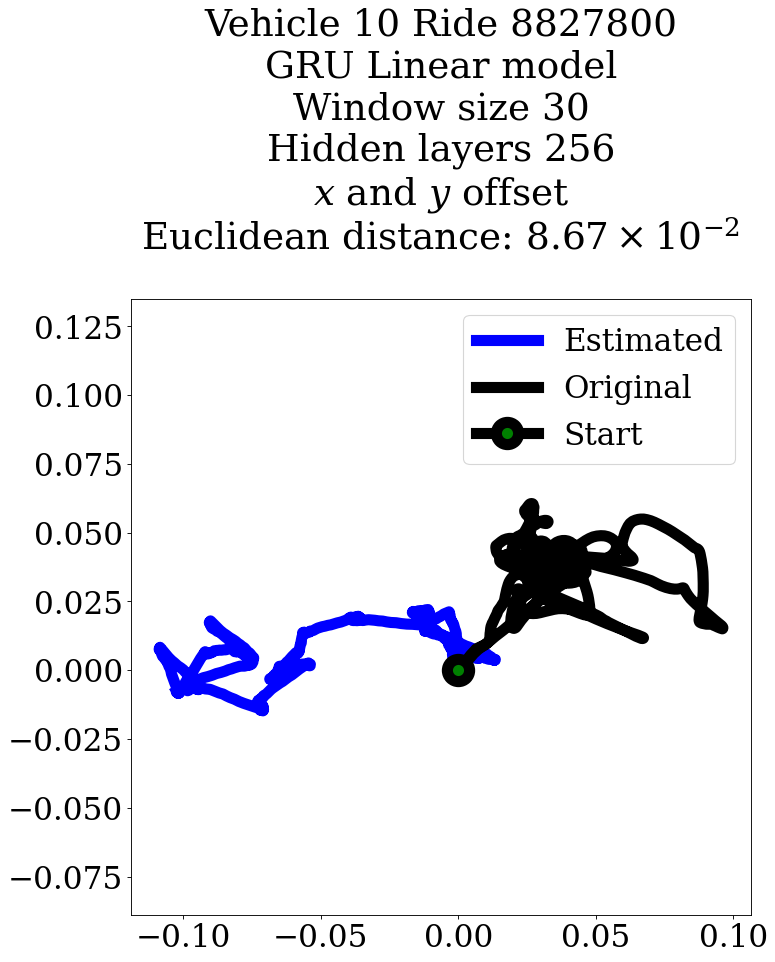 Vehicle 10 Ride 8827800
GRU Linear model
Window size 30
Hidden layers 256
x and y offset
Euclidean distance: 8.67 × 10⁻²
Estimated
Original
Start
0.125
0.100
0.075
0.050
0.025
0.000
−0.025
−0.050
−0.075
−0.10 −0.05 0.00 0.05 0.10